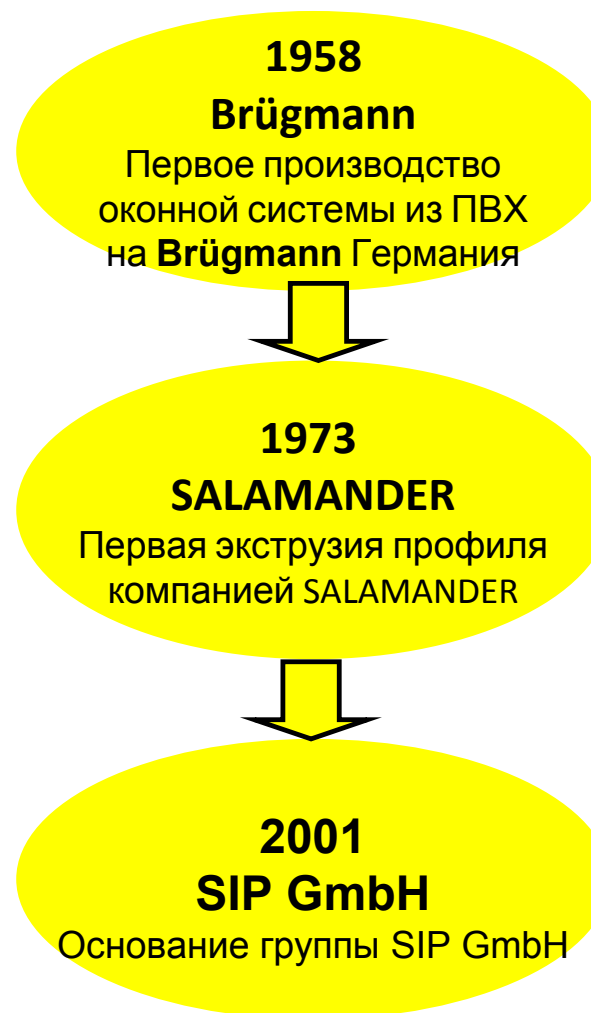 1958
Brügmann
Первое производство
оконной системы из ПВХ
на Brügmann Германия
1973
SALAMANDER
Первая экструзия профиля
компанией SALAMANDER
2001
SIP GmbH
Основание группы SIP GmbH